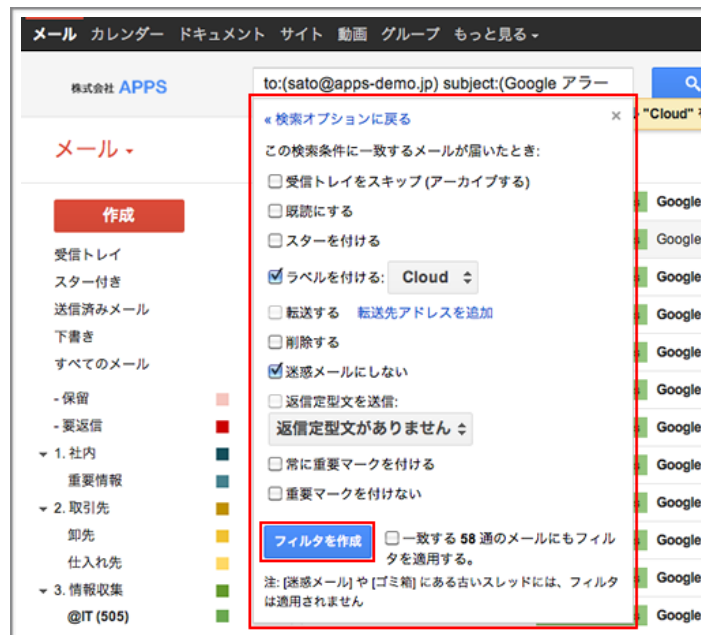 メール カレンダー ドキュメント サイト 動画 グループ もっと見る
株式会社 APPS
to:(sato@apps-demo.jp) subject:(Google アラー
"Cloud"
メール
« 検索オプションに戻る
×
この検索条件に一致するメールが届いたとき:
受信トレイをスキップ (アーカイブする)
既読にする
スターを付ける
ラベルを付ける: Cloud
転送する 転送先アドレスを追加
削除する
迷惑メールにしない
返信定型文を送信:
返信定型文がありません
常に重要マークを付ける
重要マークを付けない
フィルタを作成
一致する 58 通のメールにもフィル
タを適用する。
注: [迷惑メール] や [ゴミ箱] にある古いスレッドには、フィルタ
は適用されません
作成
受信トレイ
スター付き
送信済みメール
下書き
すべてのメール
- 保留
- 要返信
1. 社内
重要情報
2. 取引先
卸先
仕入れ先
3. 情報収集
@IT (505)
Google
Google
Google
Google
Google
Google
Google
Google
Google
Google
Google
Google